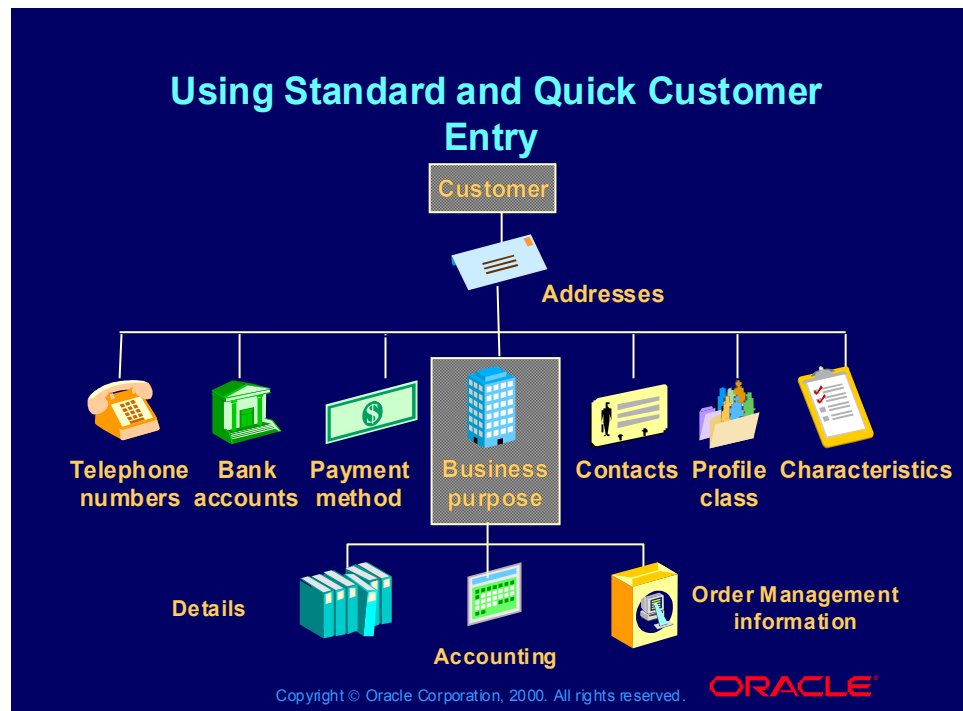 Using Standard and Quick Customer
Entry
Customer
Addresses
Telephone
numbers
Bank
accounts
Payment
method
Business
purpose
Contacts
Profile
class
Characteristics
Details
Accounting
Order Management
information
Copyright © Oracle Corporation, 2000. All rights reserved.
ORACLE®